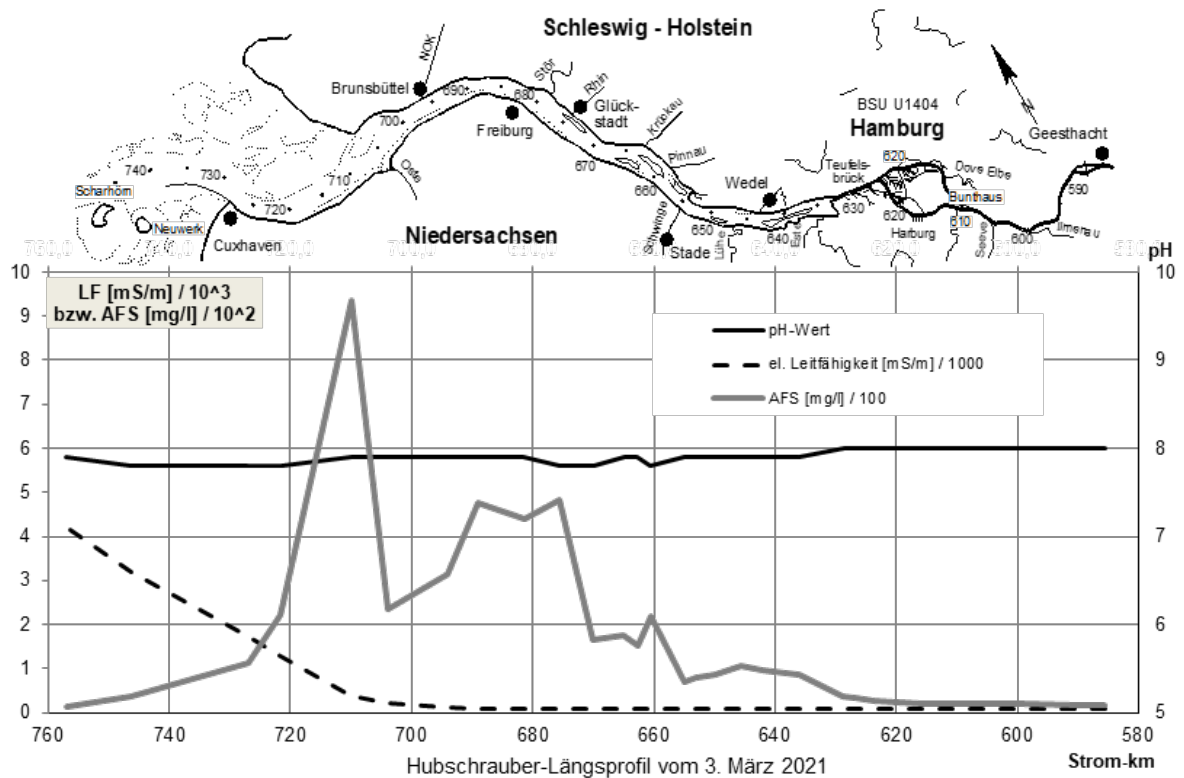 Schleswig - Holstein
NOK
Brunsbüttel
690
680
Stör
Rhin
Glück-
stadt
Krückau
700
Freiburg
BSU U1404
Hamburg
Geesthacht
N
740
730
710
Oste
670
Pinnau
Wedel
Teufels-
brück
620
Dove Elbe
590
Scharhörn
660
Bunthaus
720
630
620
610
Neuwerk
Cuxhaven
Niedersachsen
Schwinge
Stade
650
Lühe
640
Este
Harburg
Seeve
600
Ilmenau
760,0
pH
10
LF [mS/m] / 10^3
bzw. AFS [mg/l] / 10^2
10
9
pH-Wert
el. Leitfähigkeit [mS/m] / 1000
AFS [mg/l] / 100
9
8
7
6
8
5
4
7
3
2
6
1
0
5
760
740
720
700
680
660
640
620
600
580
Hubschrauber-Längsprofil vom 3. März 2021
Strom-km